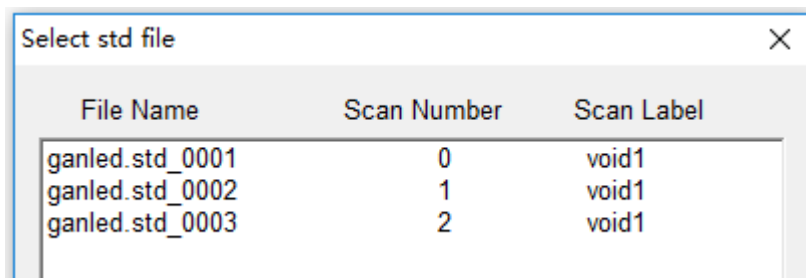 Select std file
File Name Scan Number Scan Label
ganled.std_0001 0 void1
ganled.std_0002 1 void1
ganled.std_0003 2 void1